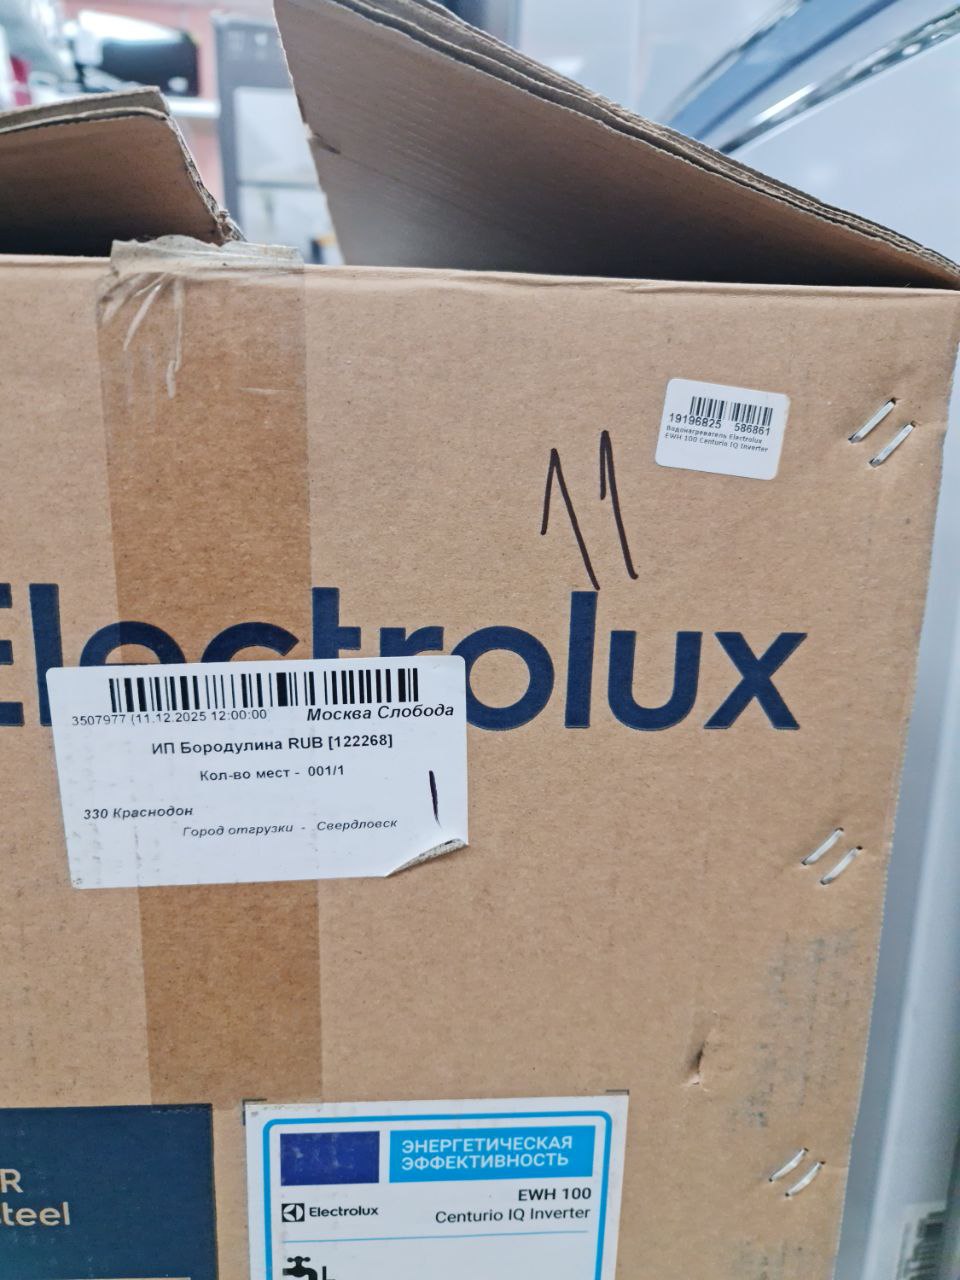 19196825 586861
Водонагреватель Electrolux
EWH 100 Centurio IQ Inverter
11
Electrolux
3507977 (11.12.2025 12:00:00 Москва Слобода
ИП Бородулина RUB [122268]
Кол-во мест - 001/1
330 Краснодон
Город отгрузки - Свердловск
R
steel
ЭНЕРГЕТИЧЕСКАЯ
ЭФФЕКТИВНОСТЬ
Electrolux
EWH 100
Centurio IQ Inverter
L